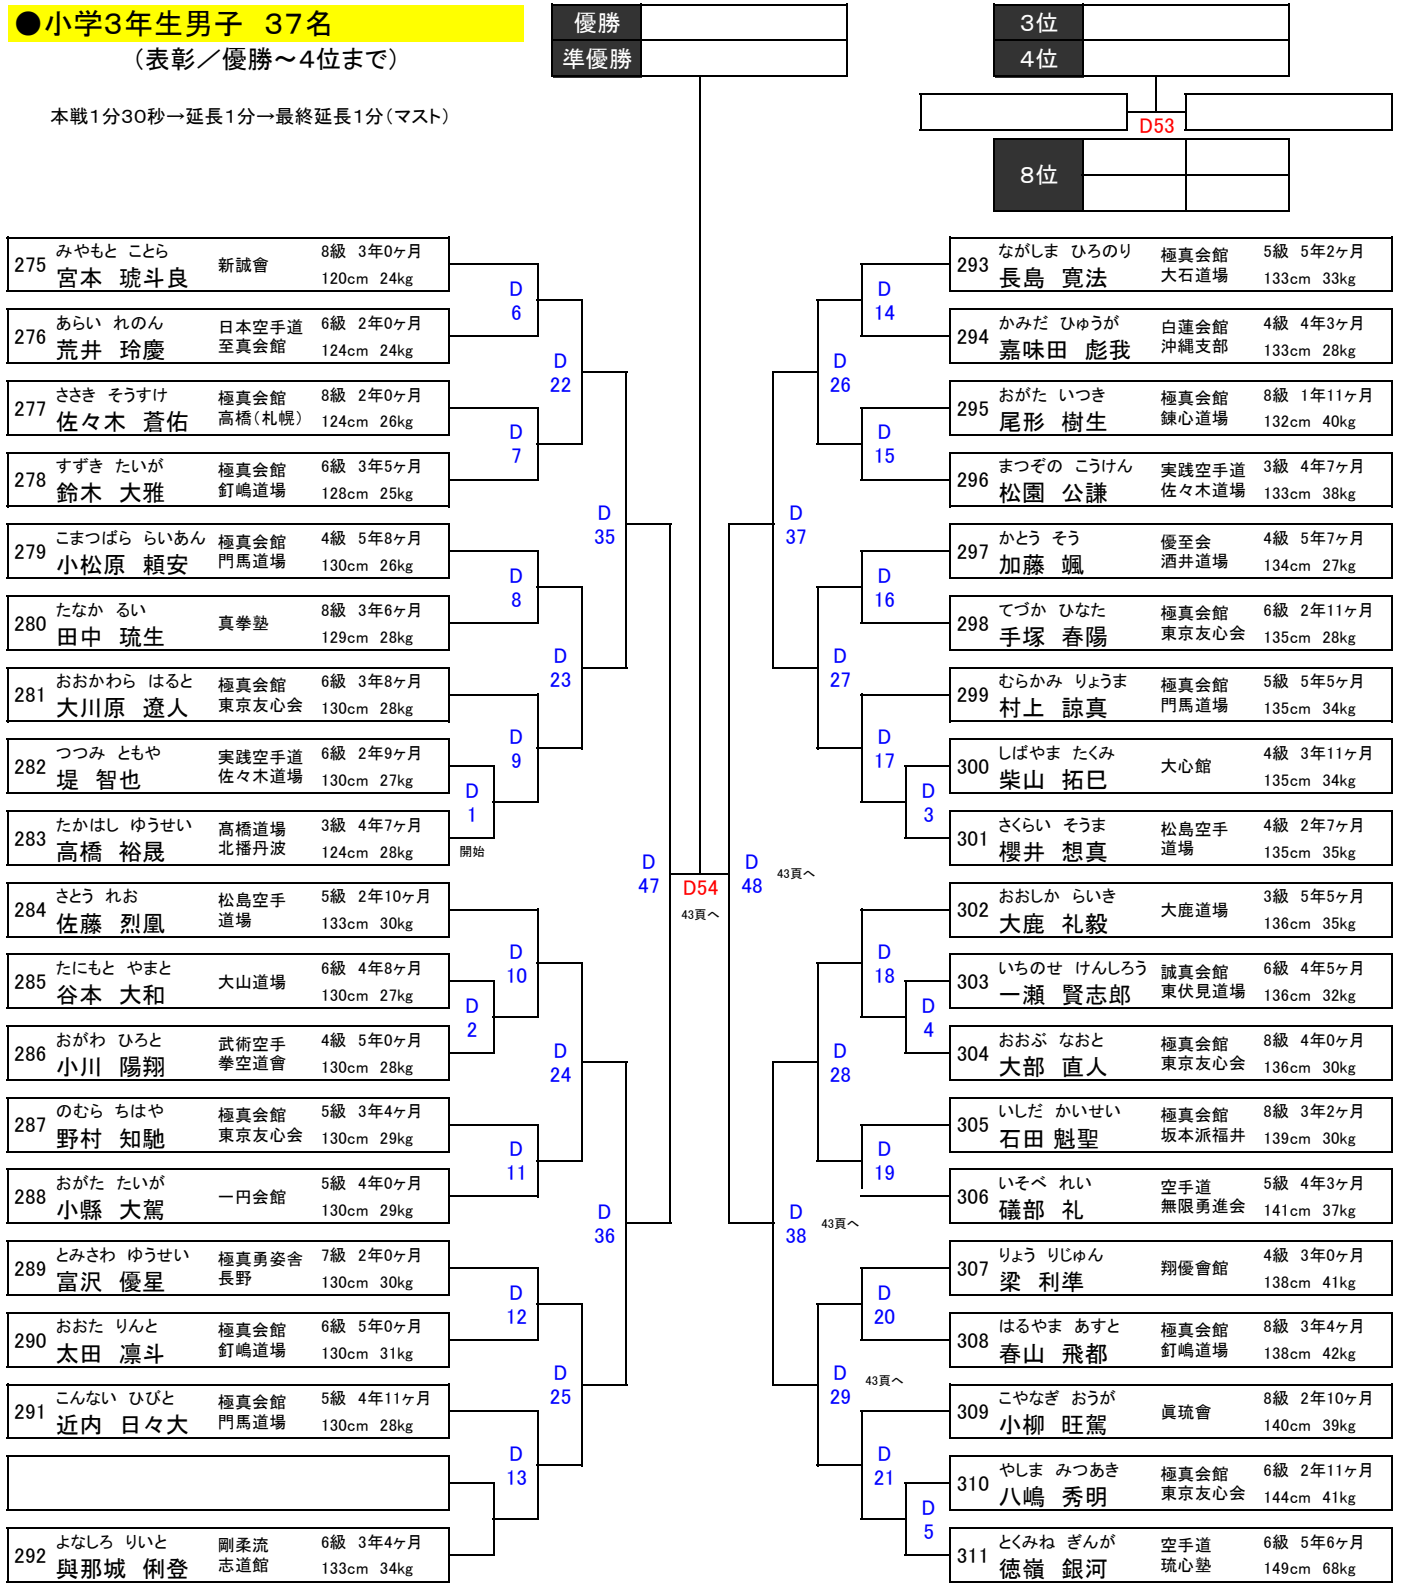 ●小学3年生男子 37名
(表彰／優勝～4位まで)
本戦1分30秒→延長1分→最終延長1分(マスト)
優勝
準優勝
3位
4位
D53
8位
275 みやもと ことら 宮本 琥斗良 新誠會 8級 3年0ヶ月 120cm 24kg
276 あらい れのん 荒井 玲慶 日本空手道 至真会館 6級 2年0ヶ月 124cm 24kg
277 ささき そうすけ 佐々木 蒼佑 極真会館 高橋(札幌) 8級 2年0ヶ月 124cm 26kg
278 すずき たいが 鈴木 大雅 極真会館 釘嶋道場 6級 3年5ヶ月 128cm 25kg
279 こまつばら らいあん 小松原 頼安 極真会館 門馬道場 4級 5年8ヶ月 130cm 26kg
280 たなか るい 田中 琉生 真拳塾 8級 3年6ヶ月 129cm 28kg
281 おおかわら はると 大川原 遼人 極真会館 東京友心会 6級 3年8ヶ月 130cm 28kg
282 つつみ ともや 堤 智也 実践空手道 佐々木道場 6級 2年9ヶ月 130cm 27kg
283 たかはし ゆうせい 高橋 裕晟 髙橋道場 北播丹波 3級 4年7ヶ月 124cm 28kg
284 さとう れお 佐藤 烈凰 松島空手 道場 5級 2年10ヶ月 133cm 30kg
285 たにもと やまと 谷本 大和 大山道場 6級 4年8ヶ月 130cm 27kg
286 おがわ ひろと 小川 陽翔 武術空手 拳空道會 4級 5年0ヶ月 130cm 28kg
287 のむら ちはや 野村 知馳 極真会館 東京友心会 5級 3年4ヶ月 130cm 29kg
288 おがた たいが 小縣 大駕 一円会館 5級 4年0ヶ月 130cm 29kg
289 とみさわ ゆうせい 富沢 優星 極真勇姿舎 長野 7級 2年0ヶ月 130cm 30kg
290 おおた りんと 太田 凛斗 極真会館 釘嶋道場 6級 5年0ヶ月 130cm 31kg
291 こんない ひびと 近内 日々大 極真会館 門馬道場 5級 4年11ヶ月 130cm 28kg
292 よなしろ りいと 與那城 俐登 剛柔流 志道館 6級 3年4ヶ月 133cm 34kg
D 1
開始
D 2
D 6
D 7
D 8
D 9
D 10
D 11
D 12
D 13
D 22
D 23
D 24
D 25
D 35
D 36
D 47
D54
43頁へ
D 48
43頁へ
D 37
D 38
43頁へ
D 26
D 27
D 28
D 29
43頁へ
D 14
D 15
D 16
D 17
D 18
D 19
D 20
D 21
D 3
D 4
D 5
293 ながしま ひろのり 長島 寛法 極真会館 大石道場 5級 5年2ヶ月 133cm 33kg
294 かみだ ひゅうが 嘉味田 彪我 白蓮会館 沖縄支部 4級 4年3ヶ月 133cm 28kg
295 おがた いつき 尾形 樹生 極真会館 錬心道場 8級 1年11ヶ月 132cm 40kg
296 まつぞの こうけん 松園 公謙 実践空手道 佐々木道場 3級 4年7ヶ月 133cm 38kg
297 かとう そう 加藤 颯 優至会 酒井道場 4級 5年7ヶ月 134cm 27kg
298 てづか ひなた 手塚 春陽 極真会館 東京友心会 6級 2年11ヶ月 135cm 28kg
299 むらかみ りょうま 村上 諒真 極真会館 門馬道場 5級 5年5ヶ月 135cm 34kg
300 しばやま たくみ 柴山 拓巳 大心館 4級 3年11ヶ月 135cm 34kg
301 さくらい そうま 櫻井 想真 松島空手 道場 4級 2年7ヶ月 135cm 35kg
302 おおしか らいき 大鹿 礼毅 大鹿道場 3級 5年5ヶ月 136cm 35kg
303 いちのせ けんしろう 一瀬 賢志郎 誠真会館 東伏見道場 6級 4年5ヶ月 136cm 32kg
304 おおぶ なおと 大部 直人 極真会館 東京友心会 8級 4年0ヶ月 136cm 30kg
305 いしだ かいせい 石田 魁聖 極真会館 坂本派福井 8級 3年2ヶ月 139cm 30kg
306 いそべ れい 礒部 礼 空手道 無限勇進会 5級 4年3ヶ月 141cm 37kg
307 りょう りじゅん 梁 利準 翔優會館 4級 3年0ヶ月 138cm 41kg
308 はるやま あすと 春山 飛都 極真会館 釘嶋道場 8級 3年4ヶ月 138cm 42kg
309 こやなぎ おうが 小柳 旺駕 眞琉會 8級 2年10ヶ月 140cm 39kg
310 やしま みつあき 八嶋 秀明 極真会館 東京友心会 6級 2年11ヶ月 144cm 41kg
311 とくみね ぎんが 徳嶺 銀河 空手道 琉心塾 6級 5年6ヶ月 149cm 68kg